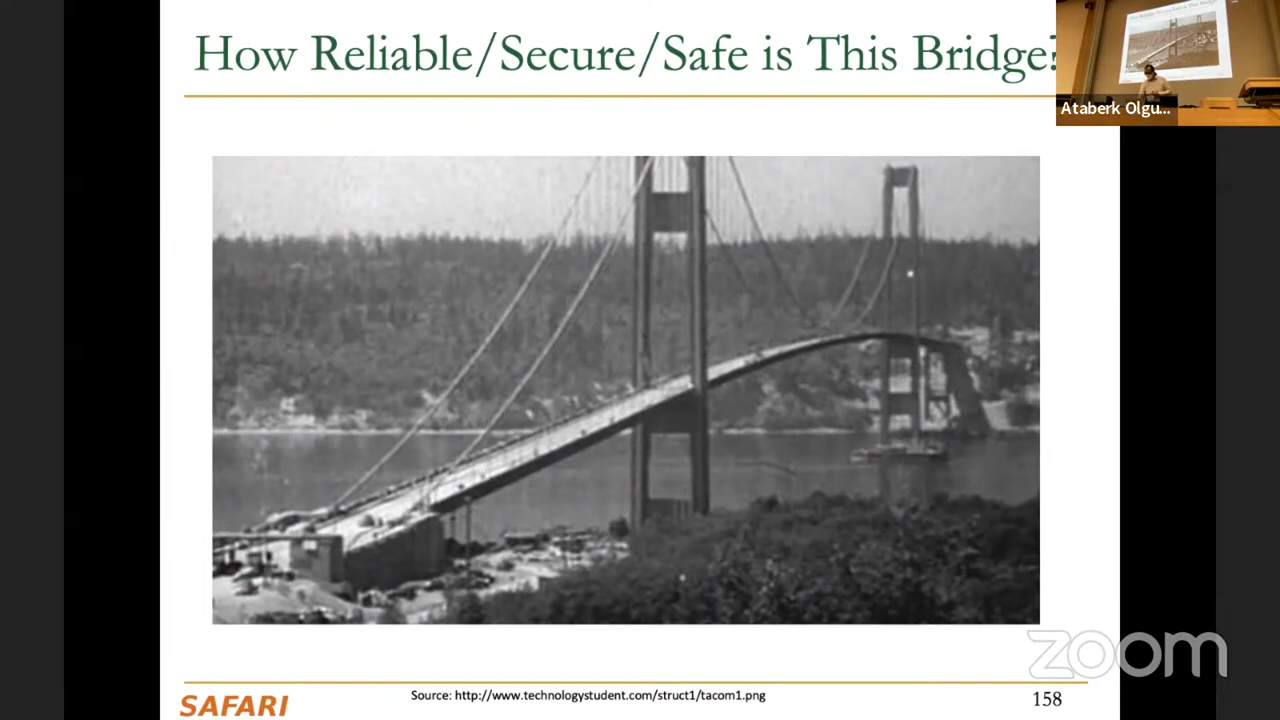 How Reliable/Secure/Safe is This Bridge?
Ataberk Olgu...
zoom
SAFARI
Source: http://www.technologystudent.com/struct1/tacom1.png
158